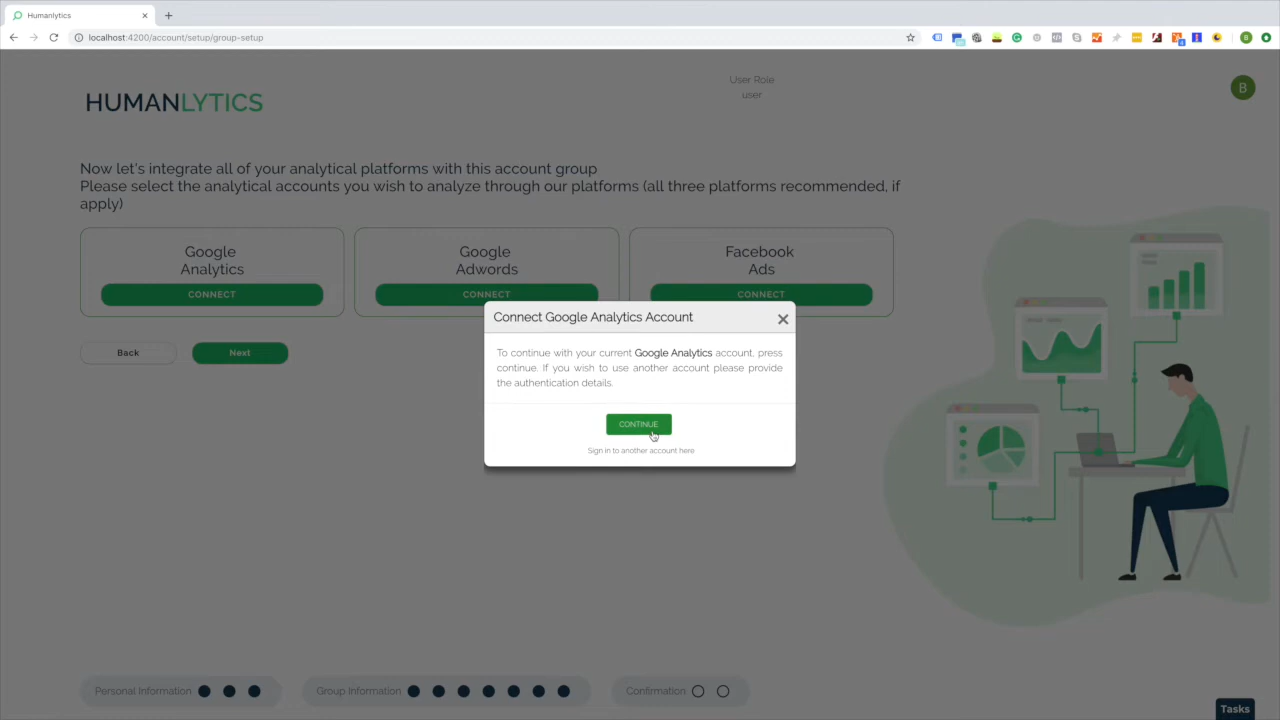 Humanlytics
localhost:4200/account/setup/group-setup
User Role
user
B
HUMANLYTICS
Now let's integrate all of your analytical platforms with this account group
Please select the analytical accounts you wish to analyze through our platforms (all three platforms recommended, if
apply)
Google
Analytics
CONNECT
Google
Adwords
CONNECT
Facebook
Ads
CONNECT
Back
Next
Connect Google Analytics Account
To continue with your current Google Analytics account, press
continue. If you wish to use another account please provide
the authentication details.
CONTINUE
Sign in to another account here
Personal Information
Group Information
Confirmation
Tasks